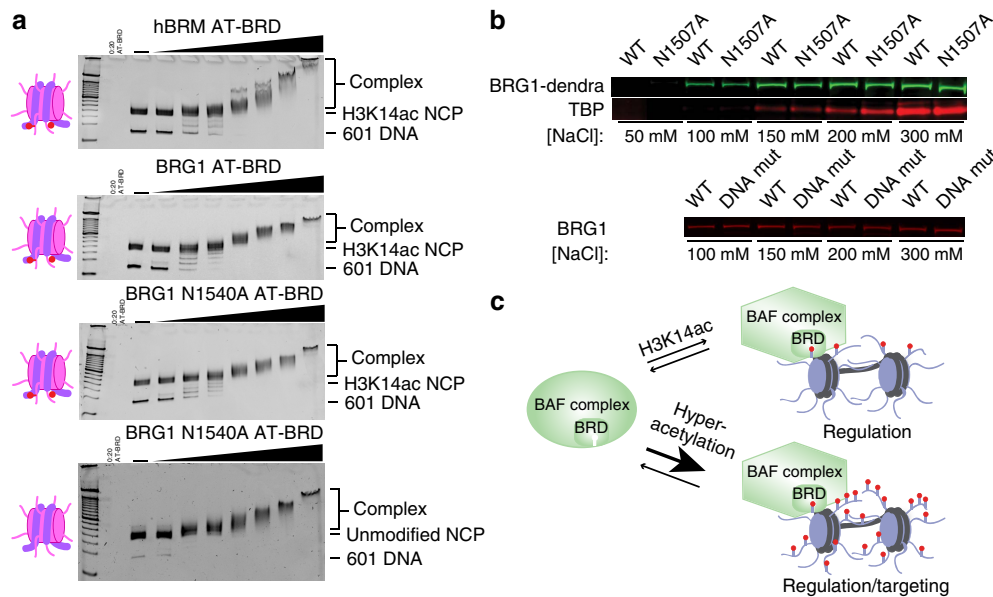 a
hBRM AT-BRD
0:20
AT-BRD
Complex
H3K14ac NCP
601 DNA
BRG1 AT-BRD
0:20
AT-BRD
Complex
H3K14ac NCP
601 DNA
BRG1 N1540A AT-BRD
0:20
AT-BRD
Complex
H3K14ac NCP
601 DNA
BRG1 N1540A AT-BRD
0:20
AT-BRD
Complex
Unmodified NCP
601 DNA
b
WT N1507A WT N1507A WT N1507A WT N1507A WT N1507A
BRG1-dendra
TBP
[NaCl]: 50 mM 100 mM 150 mM 200 mM 300 mM
WT DNA mut WT DNA mut WT DNA mut WT DNA mut
BRG1
[NaCl]: 100 mM 150 mM 200 mM 300 mM
c
BAF complex
BRD
H3K14ac
Hyper-
acetylation
BAF complex
BRD
Regulation
BAF complex
BRD
Regulation/targeting